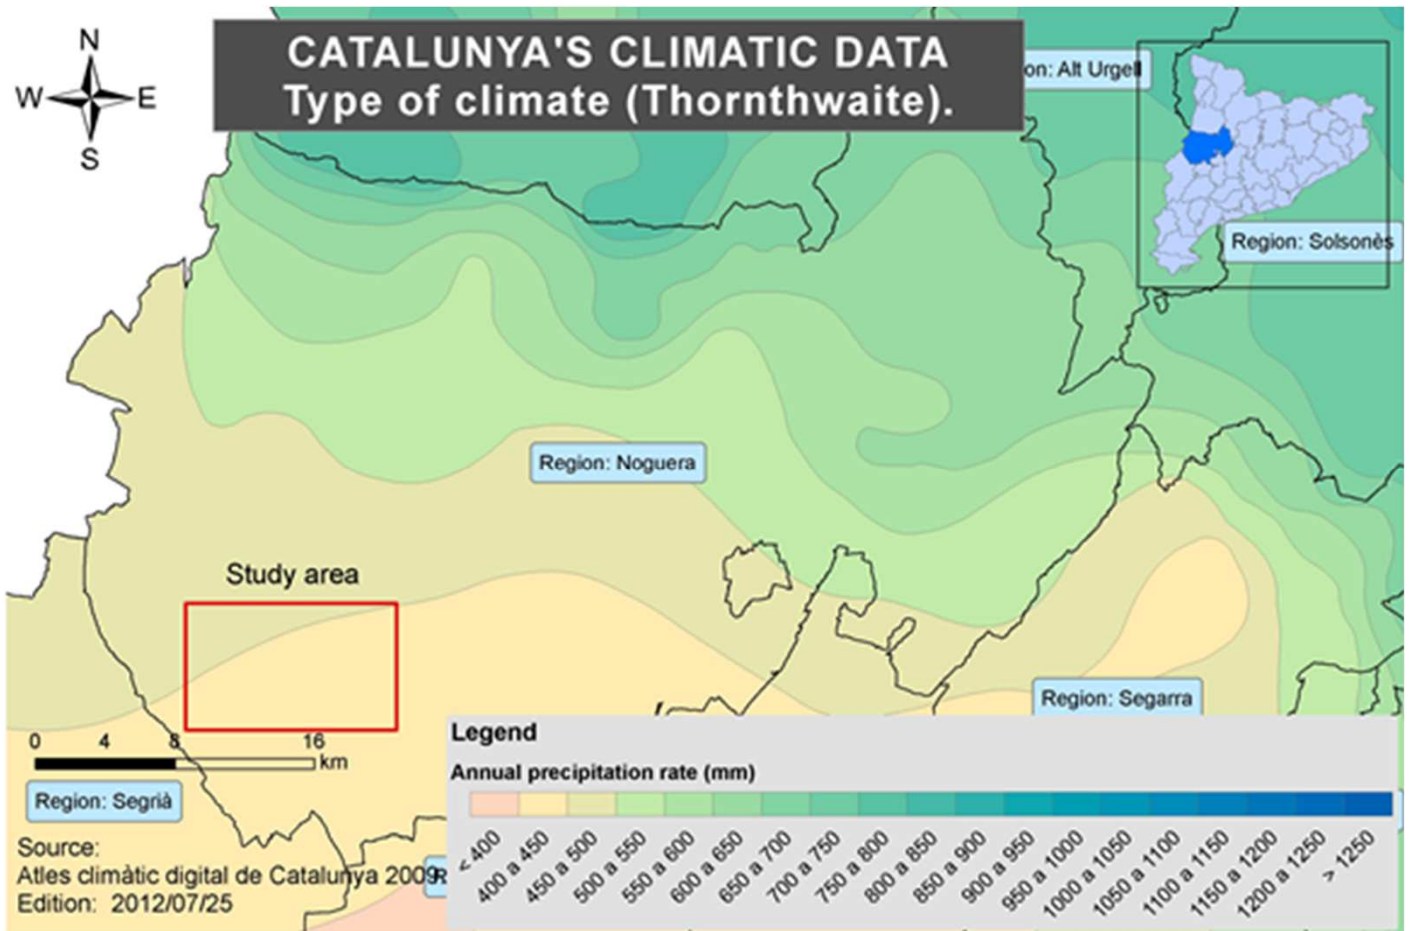 CATALUNYA'S CLIMATIC DATA
Type of climate (Thornthwaite).
N
W
E
S
on: Alt Urgell
Region: Solsonès
Region: Noguera
Study area
Region: Segarra
0 4 8 16
km
Region: Segrià
Source:
Atles climàtic digital de Catalunya 2009
Edition: 2012/07/25
R
Legend
Annual precipitation rate (mm)
< 400
400 a 450
450 a 500
500 a 550
550 a 600
600 a 650
650 a 700
700 a 750
750 a 800
800 a 850
850 a 900
900 a 950
950 a 1000
1000 a 1050
1050 a 1100
1100 a 1150
1150 a 1200
1200 a 1250
> 1250